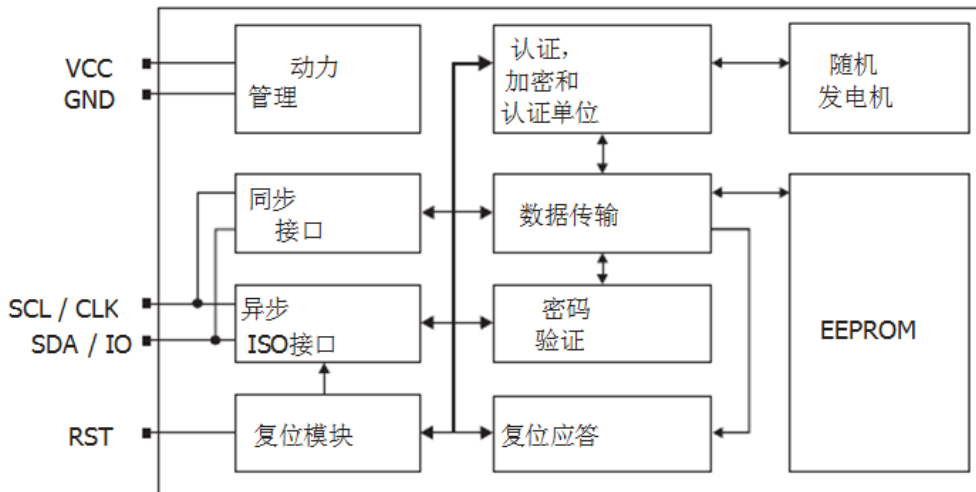 VCC
GND
动力
管理
认证,
加密和
认证单位
随机
发电机
同步
接口
数据传输
SCL / CLK
SDA / IO
异步
ISO接口
密码
验证
EEPROM
RST
复位模块
复位应答